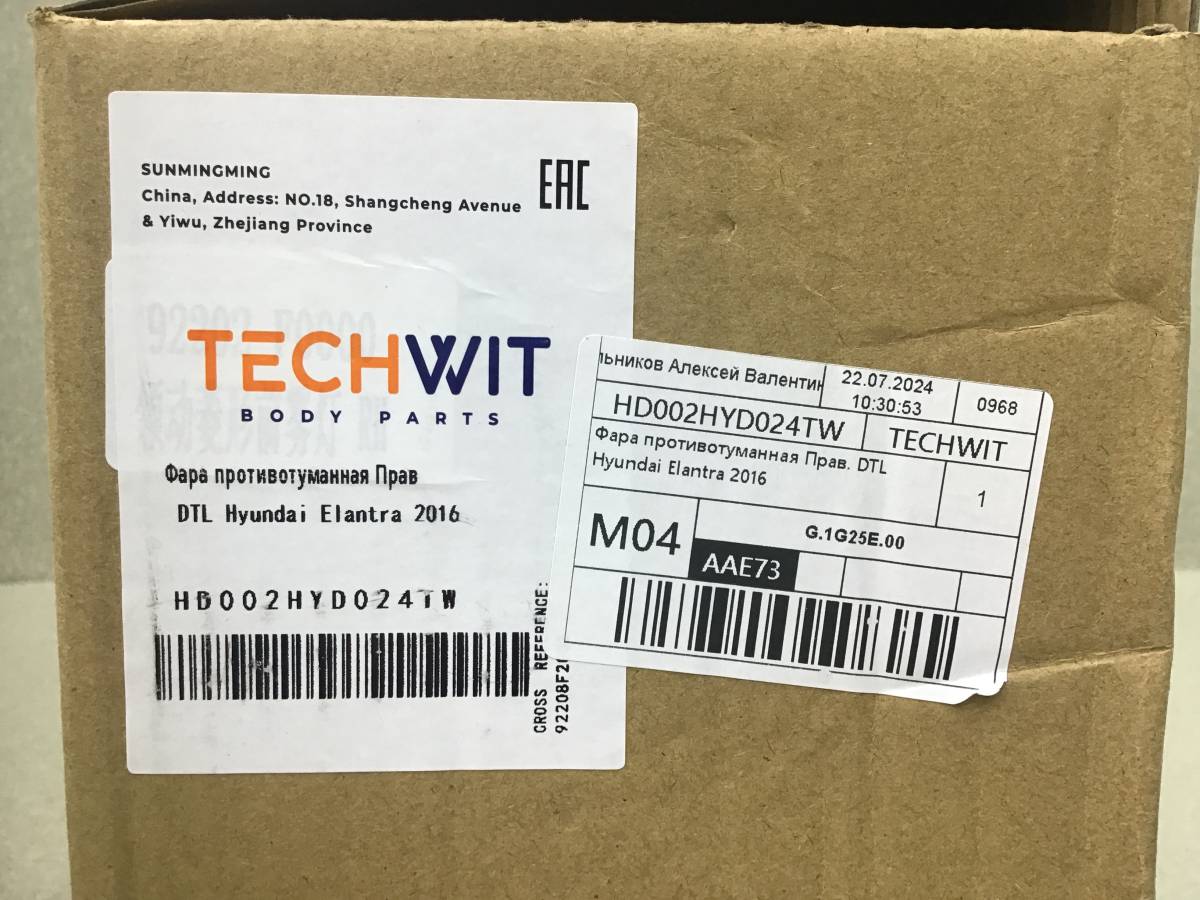 SUNMINGMING
China, Address: NO.18, Shangcheng Avenue
& Yiwu, Zhejiang Province
EAC
TECHWIT
BODY PARTS
Фара противотуманная Прав
DTL Hyundai Elantra 2016
HD002HYD024TW
CROSS REFERENCE:
92208F20
льников Алексей Валентин
22.07.2024
10:30:53
0968
HD002HYD024TW
TECHWIT
Фара противотуманная Прав. DTL
Hyundai Elantra 2016
1
M04
G.1G25E.00
AAE73